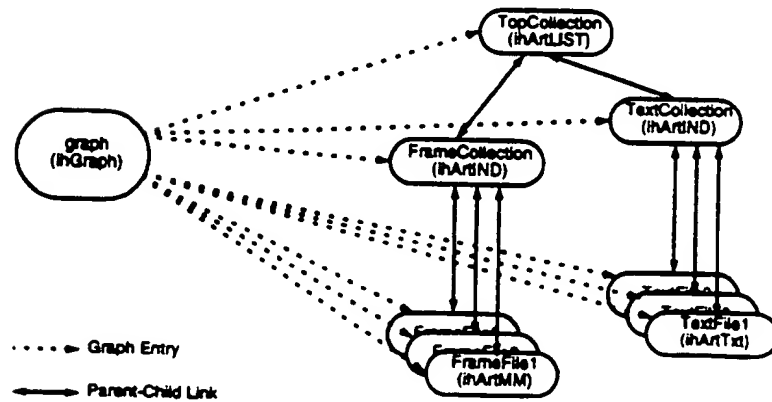 TopCollection
(ihArtLIST)
TextCollection
(ihArtIND)
graph
(ihGraph)
FrameCollection
(ihArtIND)
TextFile1
(ihArtTxt)
FrameFile1
(ihArtMM)
Graph Entry
Parent-Child Link